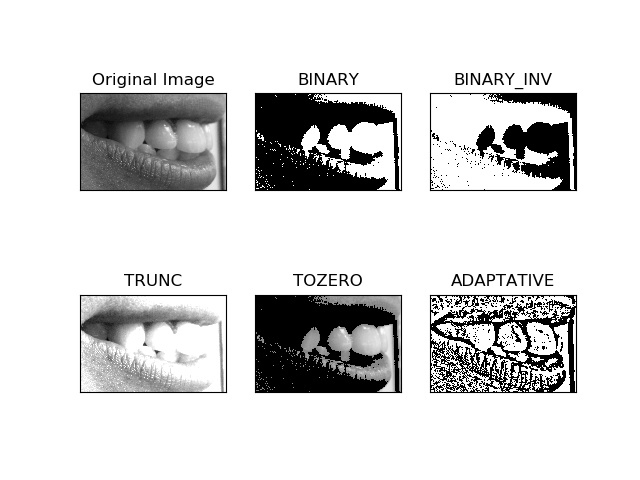 Original Image
BINARY
BINARY_INV
TRUNC
TOZERO
ADAPTATIVE